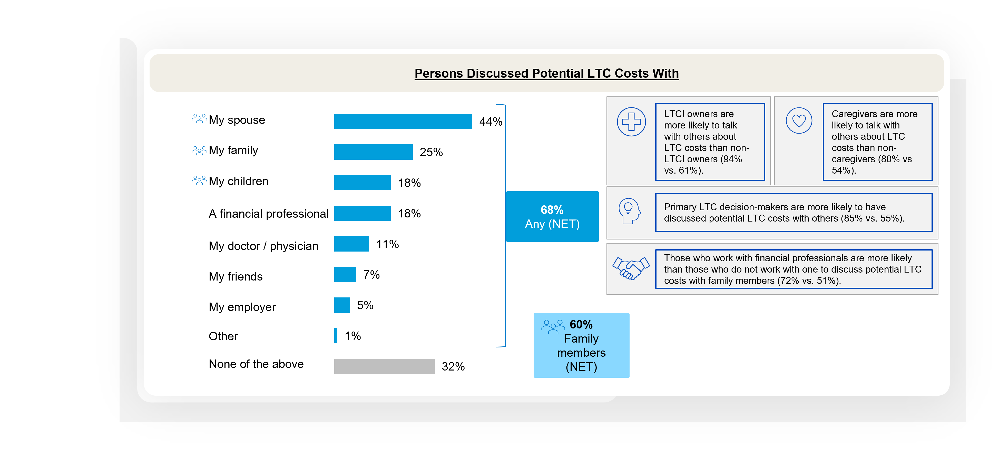 Persons Discussed Potential LTC Costs With
My spouse 44%
My family 25%
My children 18%
A financial professional 18%
My doctor / physician 11%
My friends 7%
My employer 5%
Other 1%
None of the above 32%
68%
Any (NET)
60%
Family
members
(NET)
LTCI owners are
more likely to talk
with others about
LTC costs than non-
LTCI owners (94%
vs. 61%).
Caregivers are more
likely to talk with
others about LTC
costs than non-
caregivers (80% vs
54%).
Primary LTC decision-makers are more likely to have
discussed potential LTC costs with others (85% vs. 55%).
Those who work with financial professionals are more likely
than those who do not work with one to discuss potential LTC
costs with family members (72% vs. 51%).